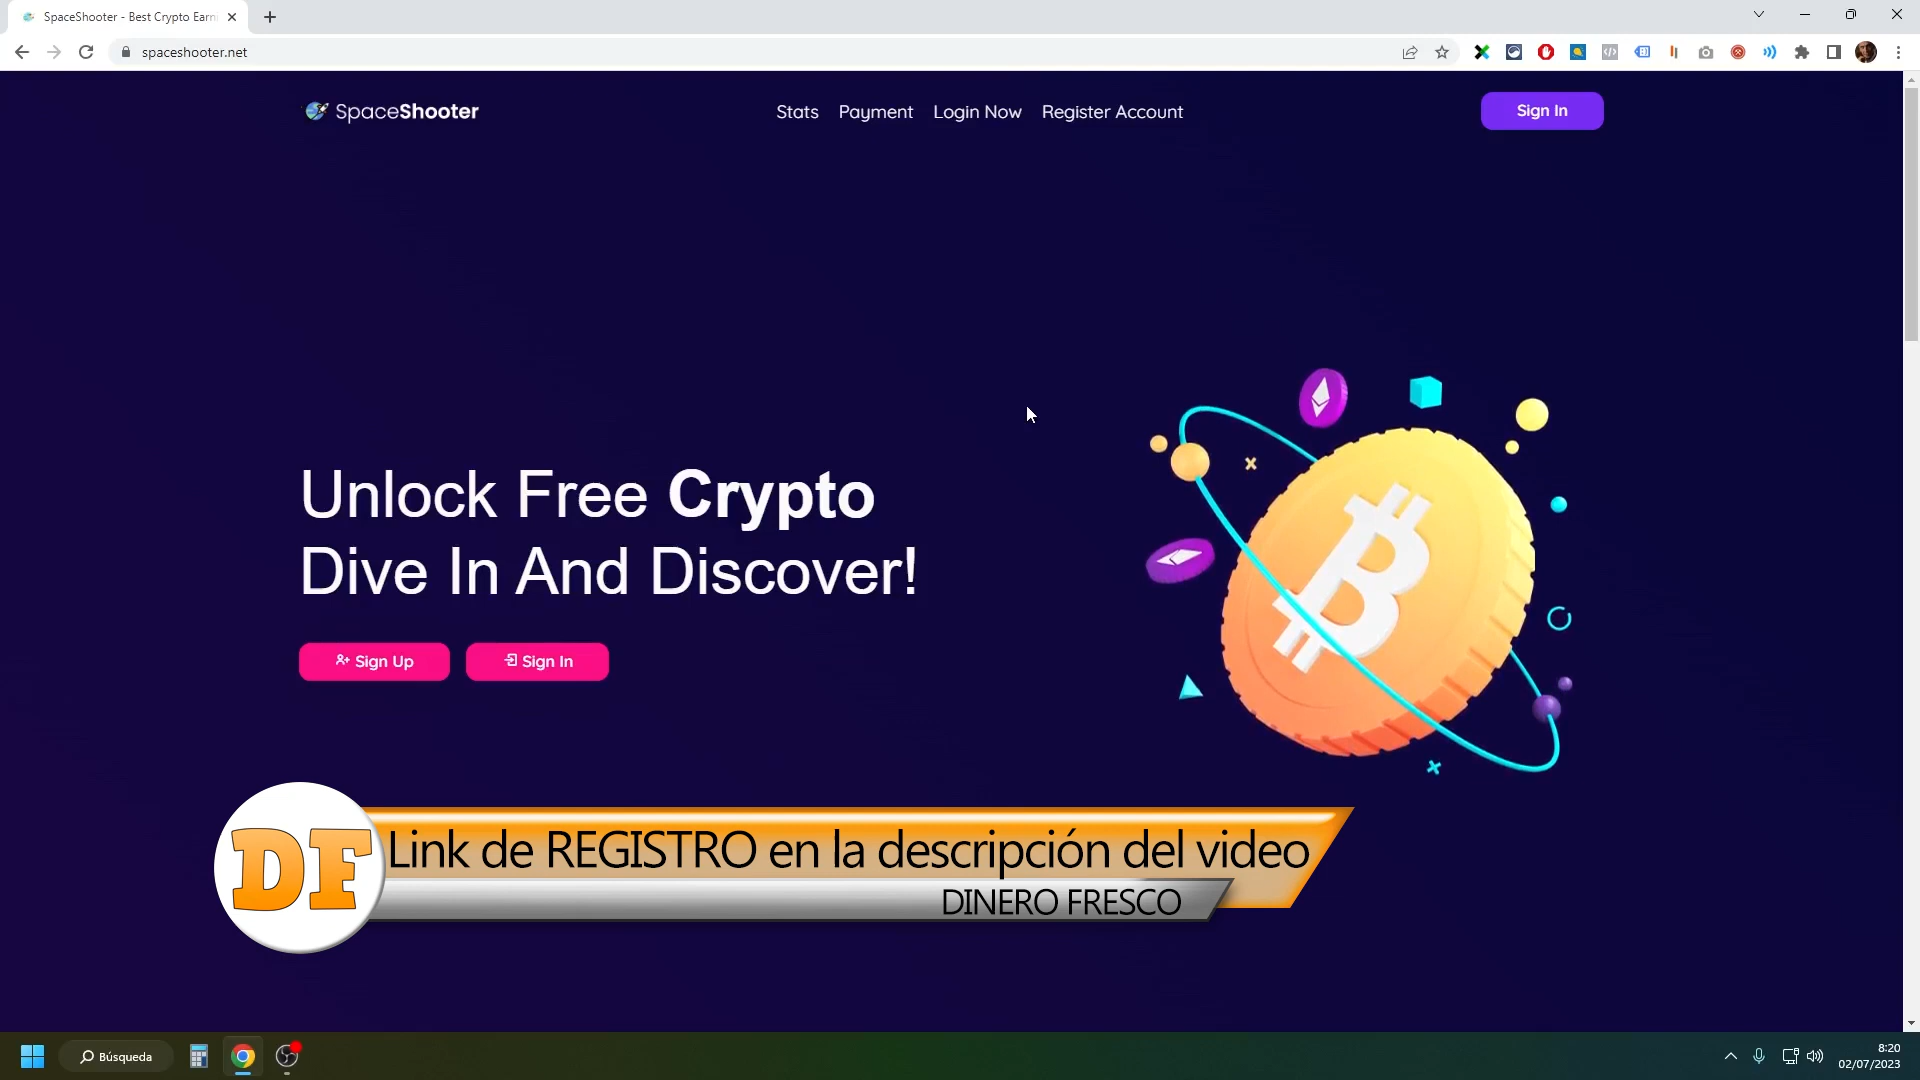 SpaceShooter - Best Crypto Earn
spaceshooter.net
SpaceShooter
Stats
Payment
Login Now
Register Account
Sign In
Unlock Free Crypto
Dive In And Discover!
Sign Up
Sign In
DF
Link de REGISTRO en la descripción del video
DINERO FRESCO
Búsqueda
8:20
02/07/2023